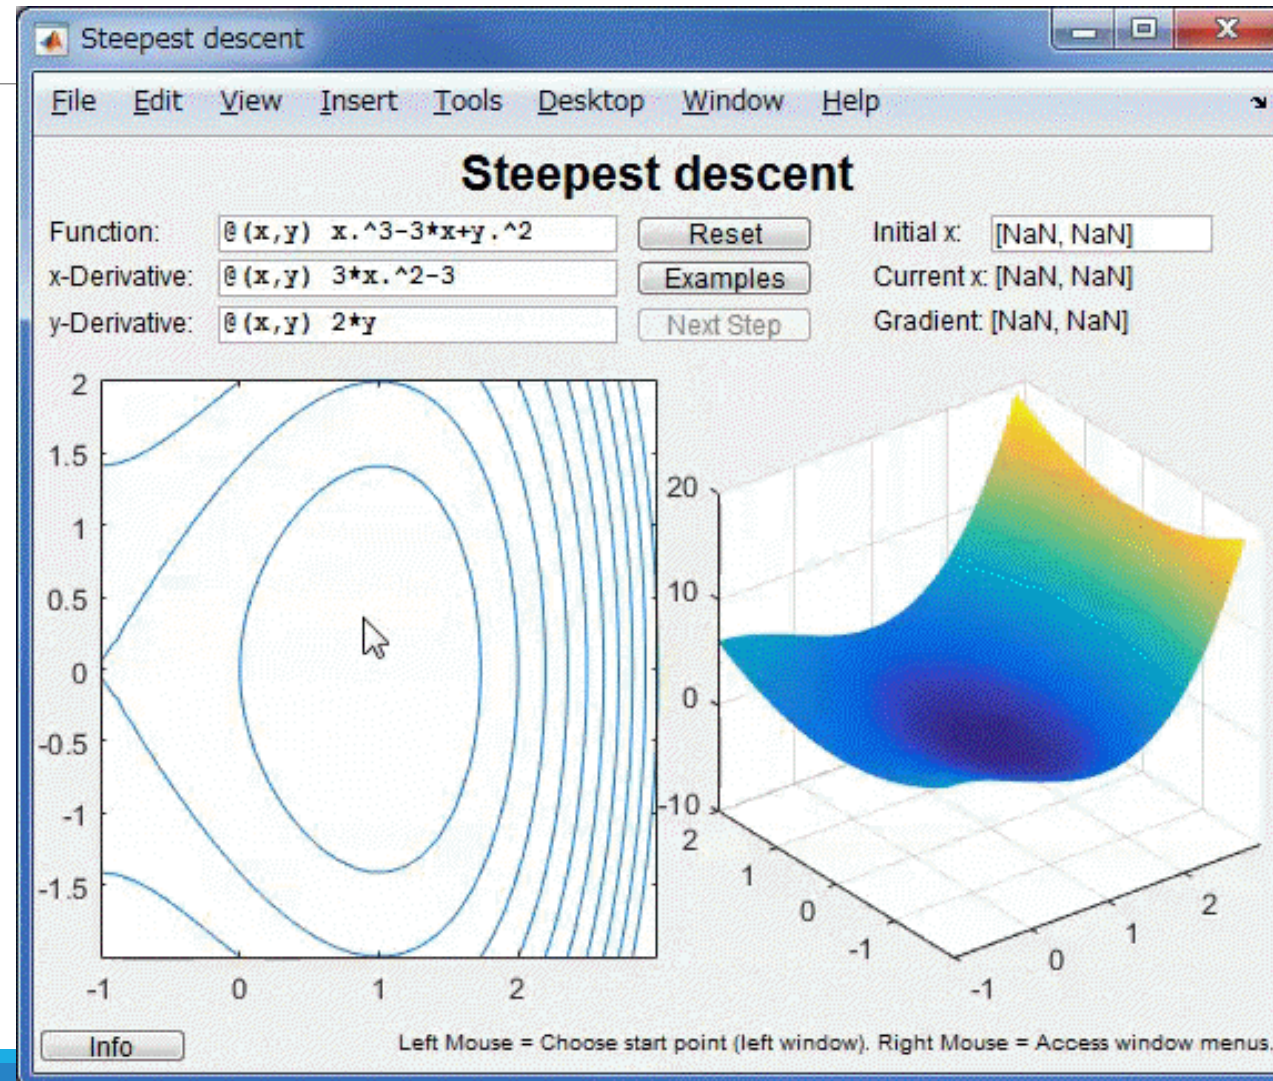 Steepest descent
File Edit View Insert Tools Desktop Window Help
Steepest descent
Function: @(x,y) x.^3-3*x+y.^2 Reset Initial x: [NaN, NaN]
x-Derivative: @(x,y) 3*x.^2-3 Examples Current x: [NaN, NaN]
y-Derivative: @(x,y) 2*y Next Step Gradient: [NaN, NaN]
2
1.5
1
0.5
0
-0.5
-1
-1.5
-1 0 1 2
20
10
0
-10
2
1
0
-1
-1
0
1
2
Info Left Mouse = Choose start point (left window). Right Mouse = Access window menus.